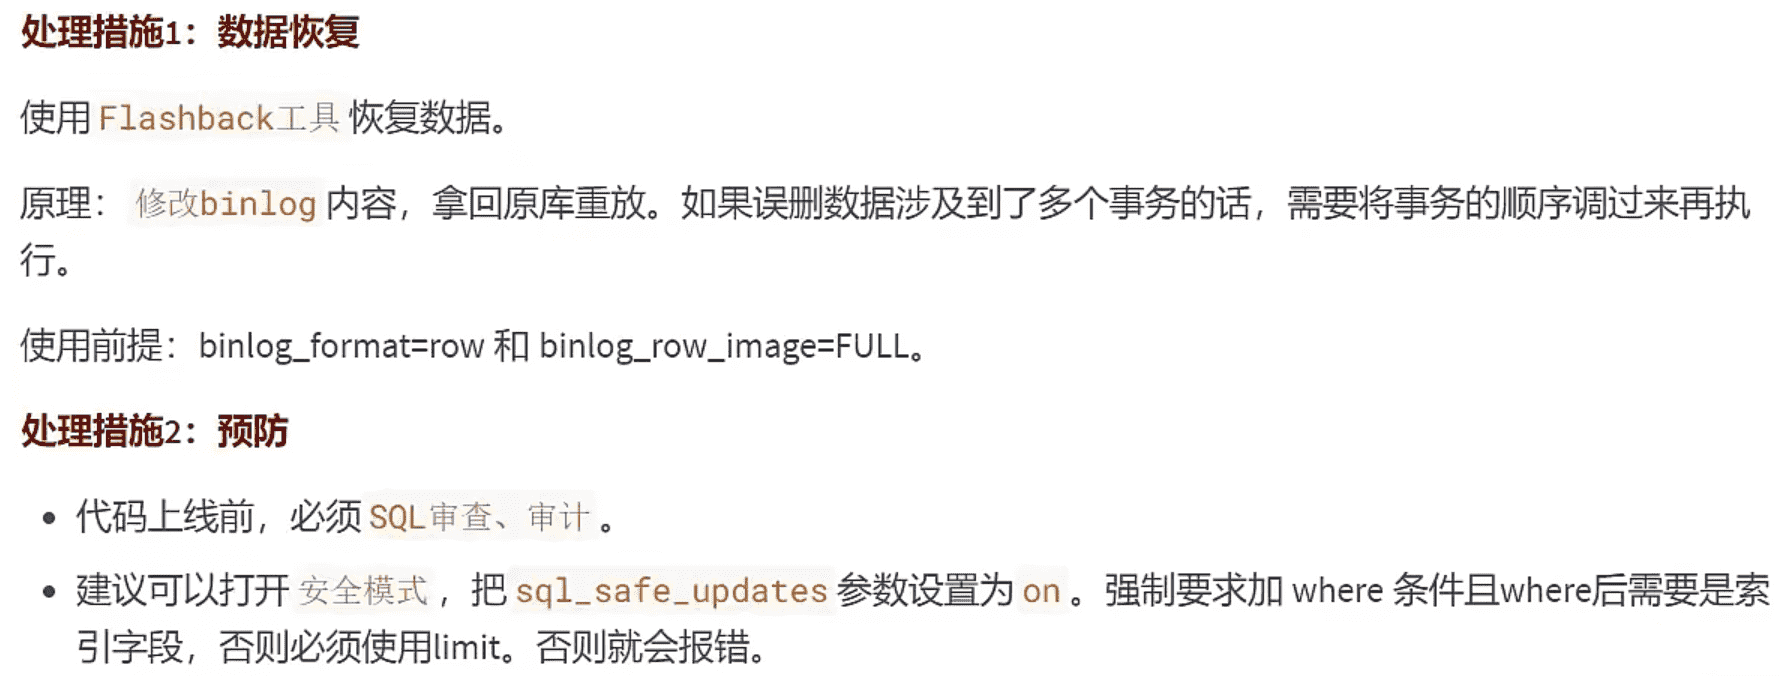 处理措施1：数据恢复
使用 Flashback工具 恢复数据。
原理： 修改binlog 内容，拿回原库重放。如果误删数据涉及到了多个事务的话，需要将事务的顺序调过来再执
行。
使用前提：binlog_format=row 和 binlog_row_image=FULL。
处理措施2：预防
• 代码上线前，必须 SQL审查、审计 。
• 建议可以打开 安全模式 ，把 sql_safe_updates 参数设置为 on 。强制要求加 where 条件且where后需要是索
引字段，否则必须使用limit。否则就会报错。